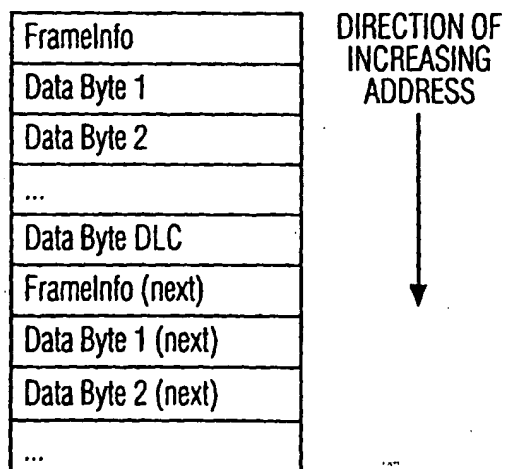 FrameInfo
Data Byte 1
Data Byte 2
...
Data Byte DLC
FrameInfo (next)
Data Byte 1 (next)
Data Byte 2 (next)
...
DIRECTION OF
INCREASING
ADDRESS